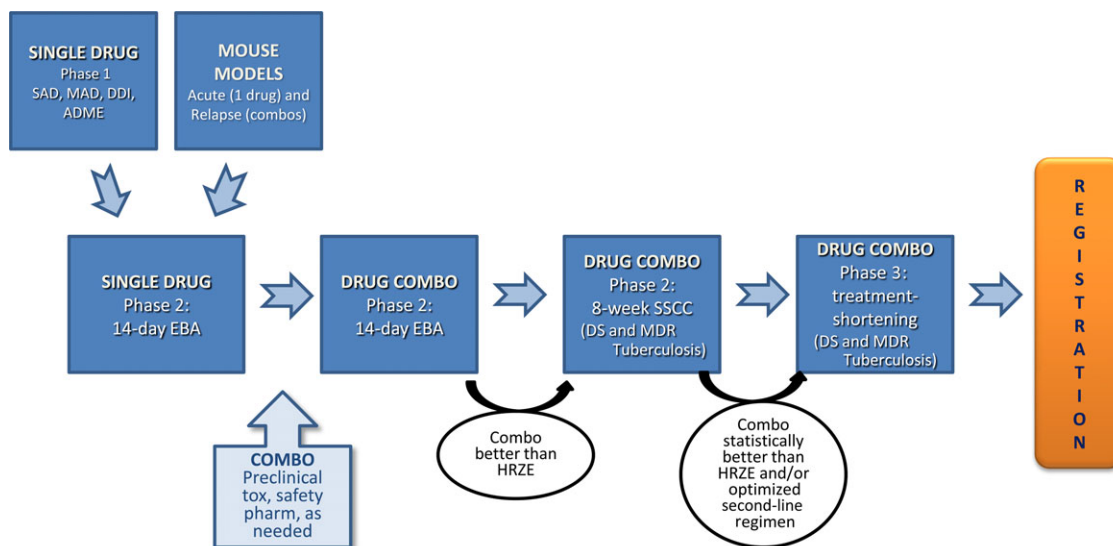 SINGLE DRUG
Phase 1
SAD, MAD, DDI,
ADME
MOUSE
MODELS
Acute (1 drug) and
Relapse (combos)
SINGLE DRUG
Phase 2:
14-day EBA
DRUG COMBO
Phase 2:
14-day EBA
DRUG COMBO
Phase 2:
8-week SSCC
(DS and MDR
Tuberculosis)
DRUG COMBO
Phase 3:
treatment-
shortening
(DS and MDR
Tuberculosis)
REGISTRATION
COMBO
Preclinical
tox, safety
pharm, as
needed
Combo
better than
HRZE
Combo
statistically
better than
HRZE and/or
optimized
second-line
regimen